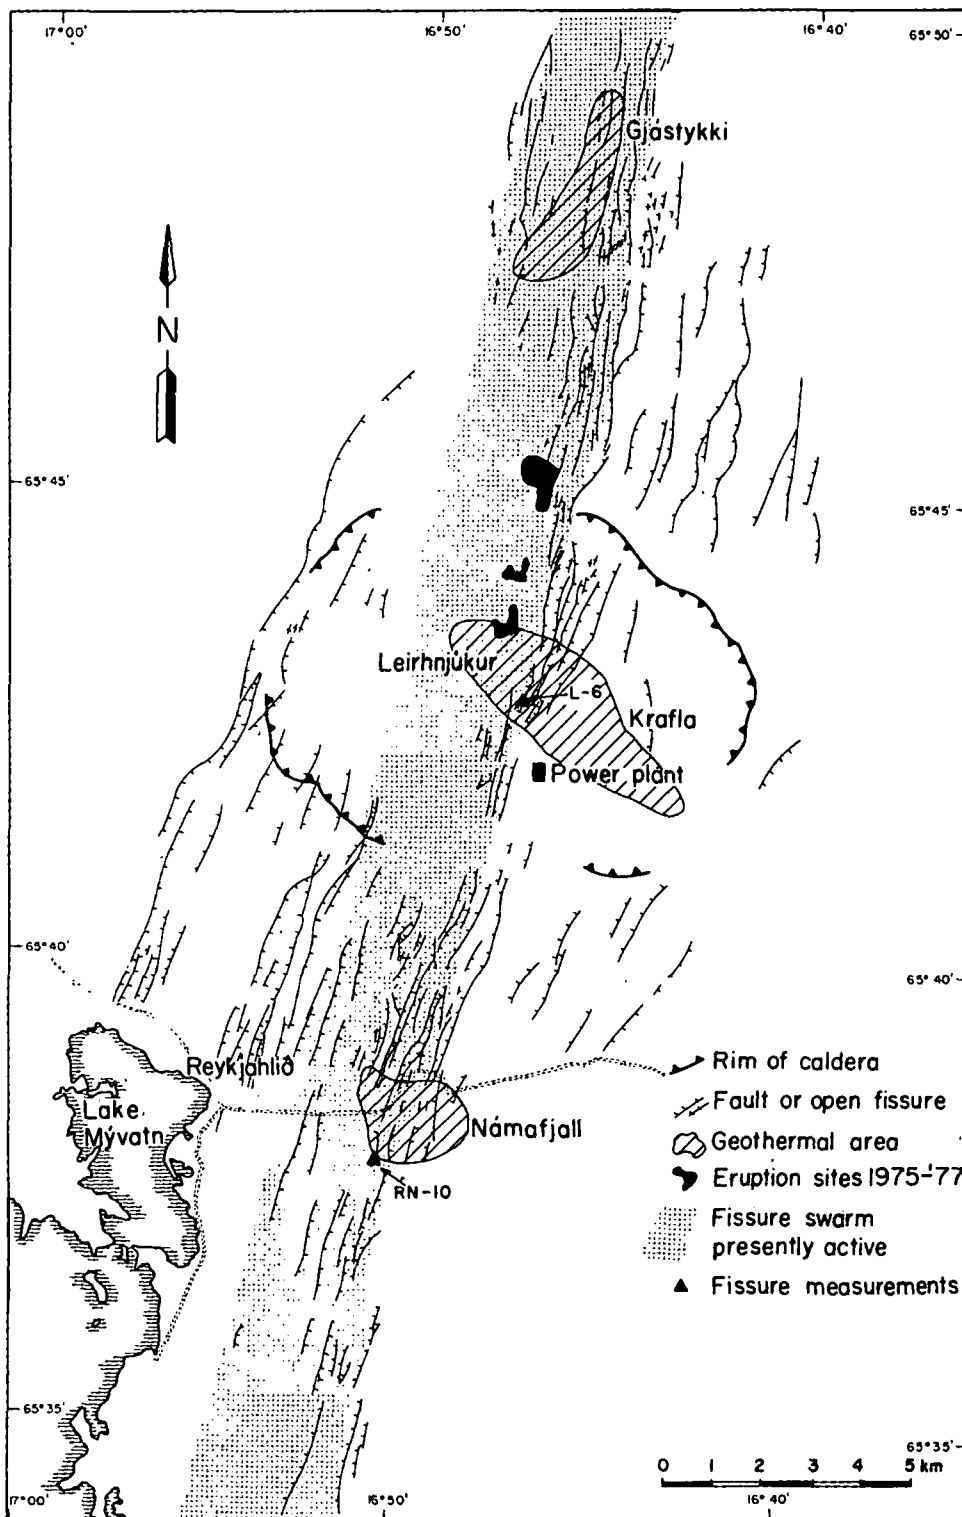 17°00'
16°50'
16°40'
65°50'
Gjástykki
N
65°45'
65°45'
Leirhnjúkur
L-6
Krafla
Power plant
65°40'
65°40'
Reykjahlíð
Rim of caldera
Lake
Mývatn
Námafjall
Fault or open fissure
Geothermal area
RN-10
Eruption sites 1975-'77
Fissure swarm
presently active
Fissure measurements
65°35'
65°35'
0 1 2 3 4 5 km
17°00'
16°50'
16°40'